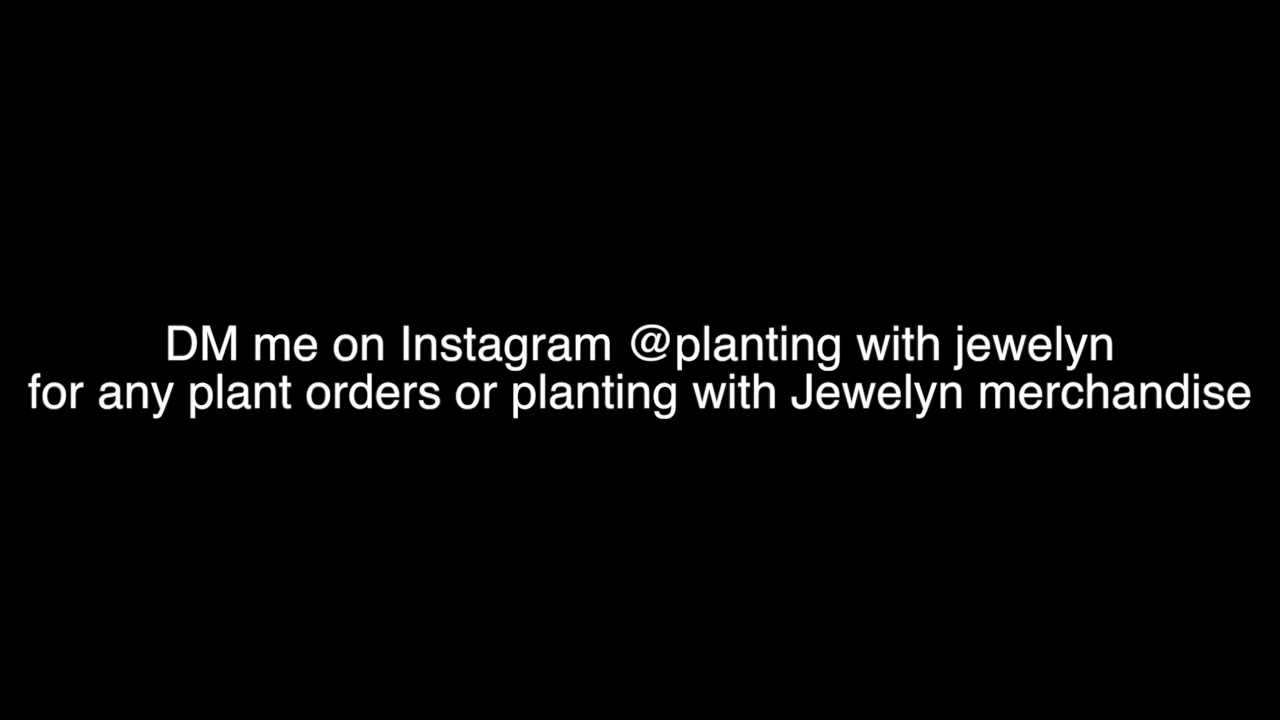 DM me on Instagram @planting with jewelyn
for any plant orders or planting with Jewelyn merchandise